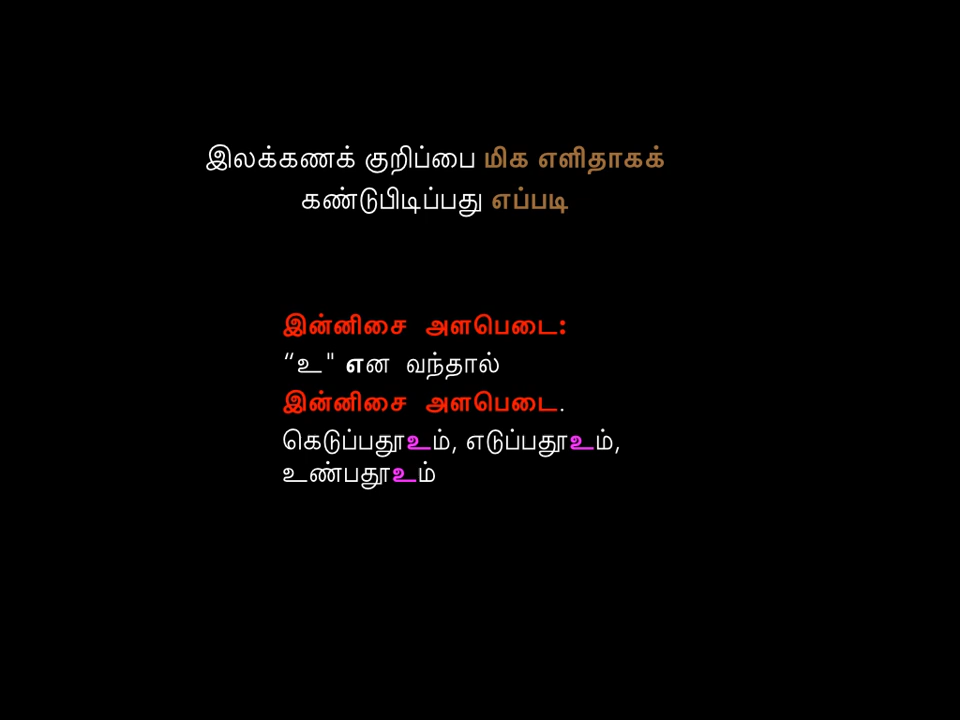 இலக்கணக் குறிப்பை மிக எளிதாகக்
கண்டுபிடிப்பது எப்படி
இன்னிசை அளபெடை:
“உ" என வந்தால்
இன்னிசை அளபெடை.
கெடுப்பதூஉம், எடுப்பதூஉம்,
உண்பதூஉம்